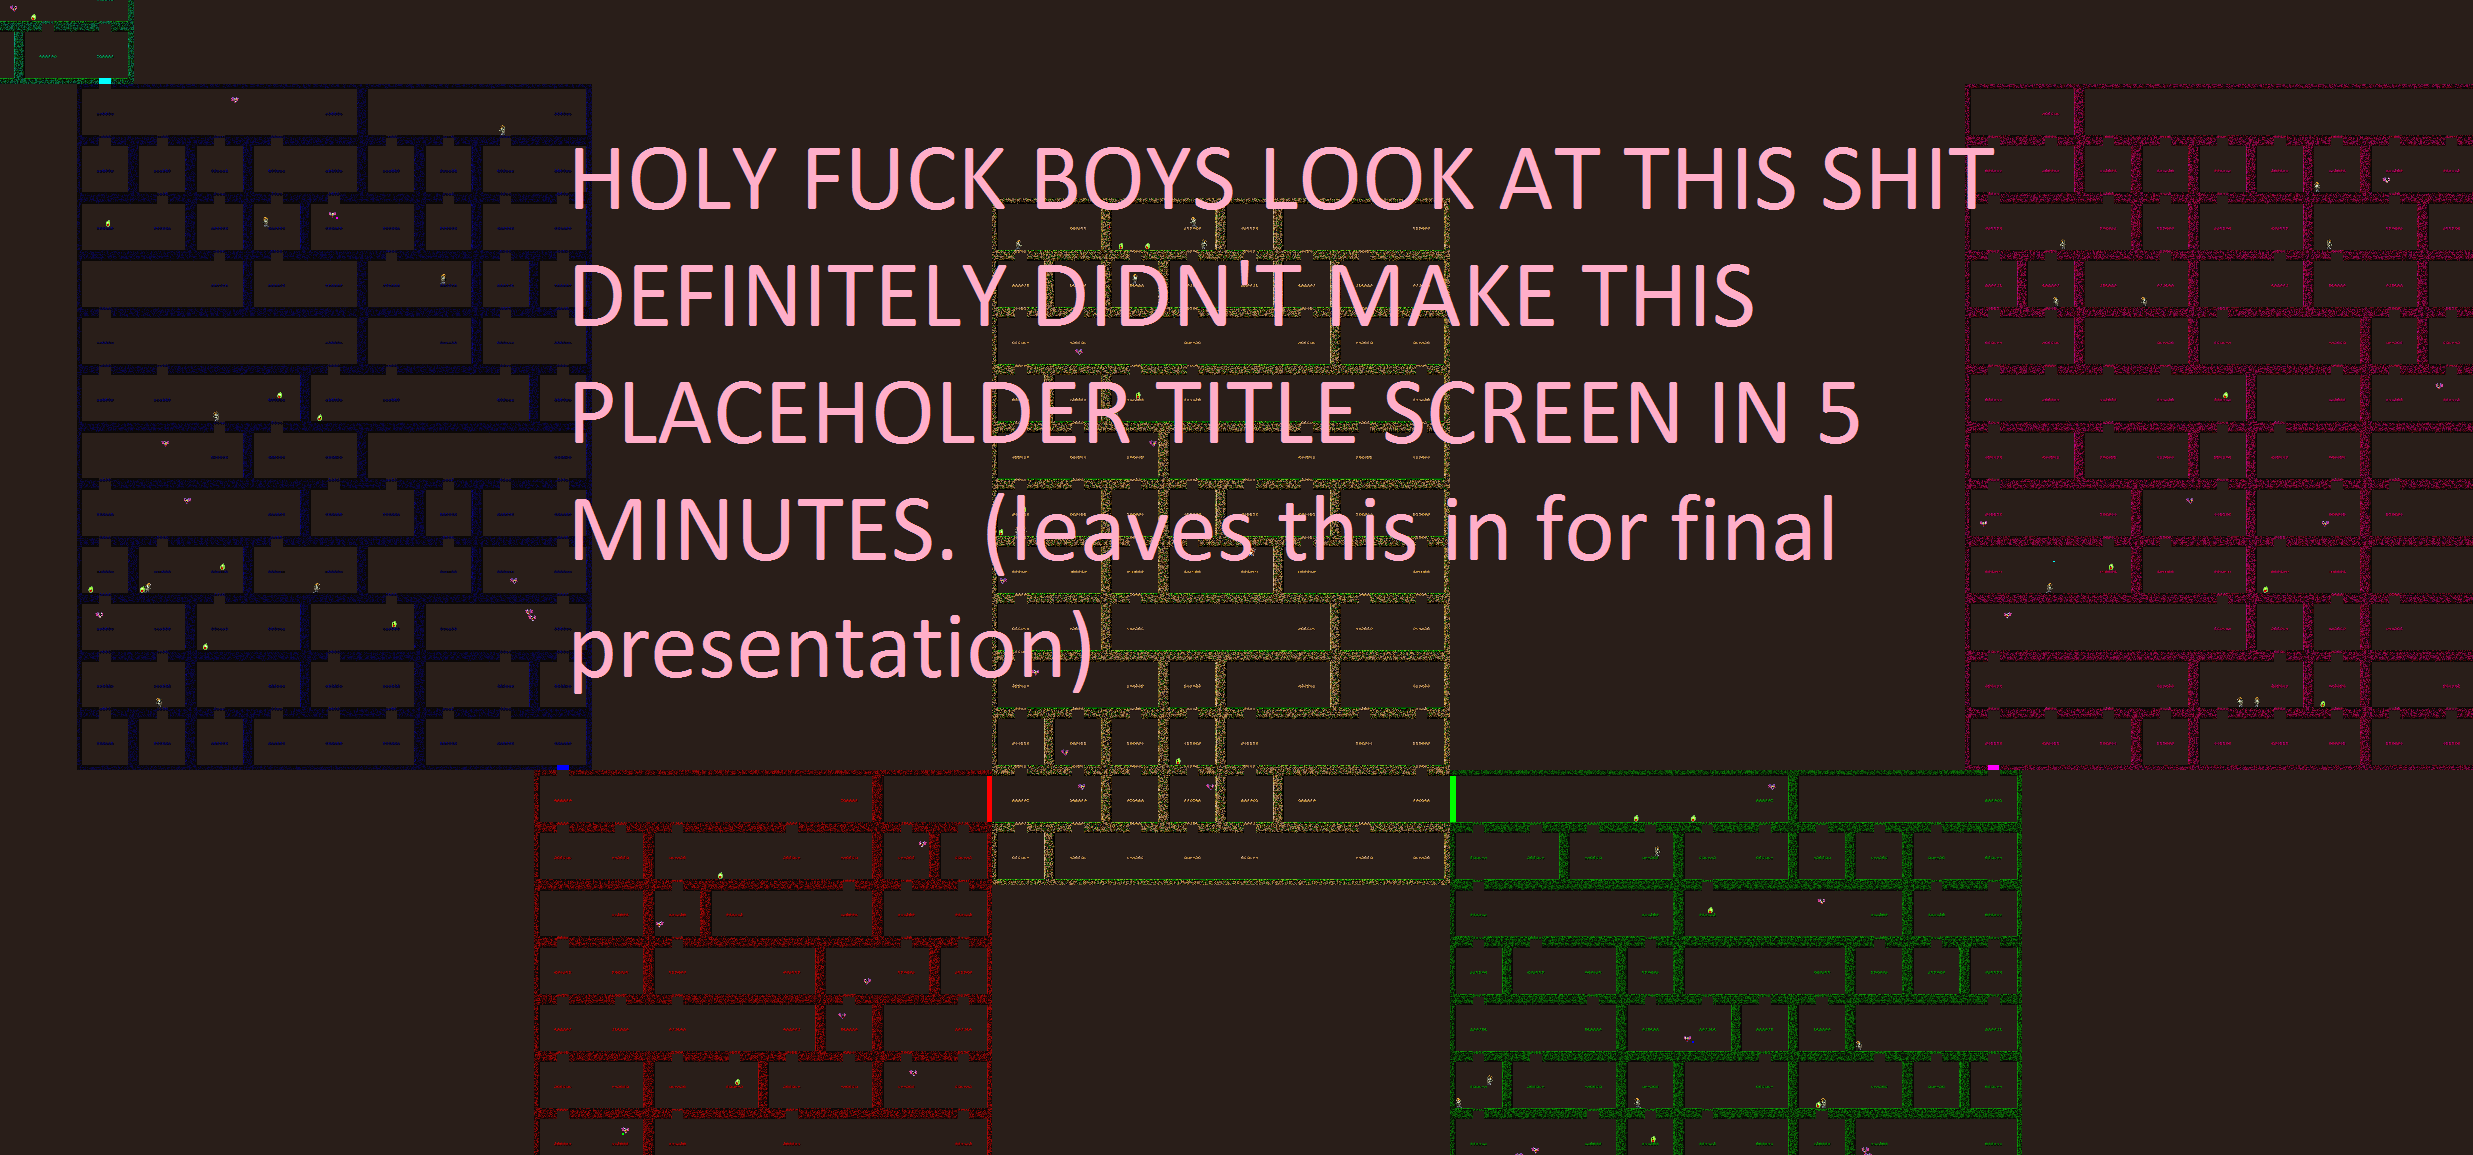 HOLY FUCK BOYS LOOK AT THIS SHIT
DEFINITELY DIDN'T MAKE THIS
PLACEHOLDER TITLE SCREEN IN 5
MINUTES. (leaves this in for final
presentation)